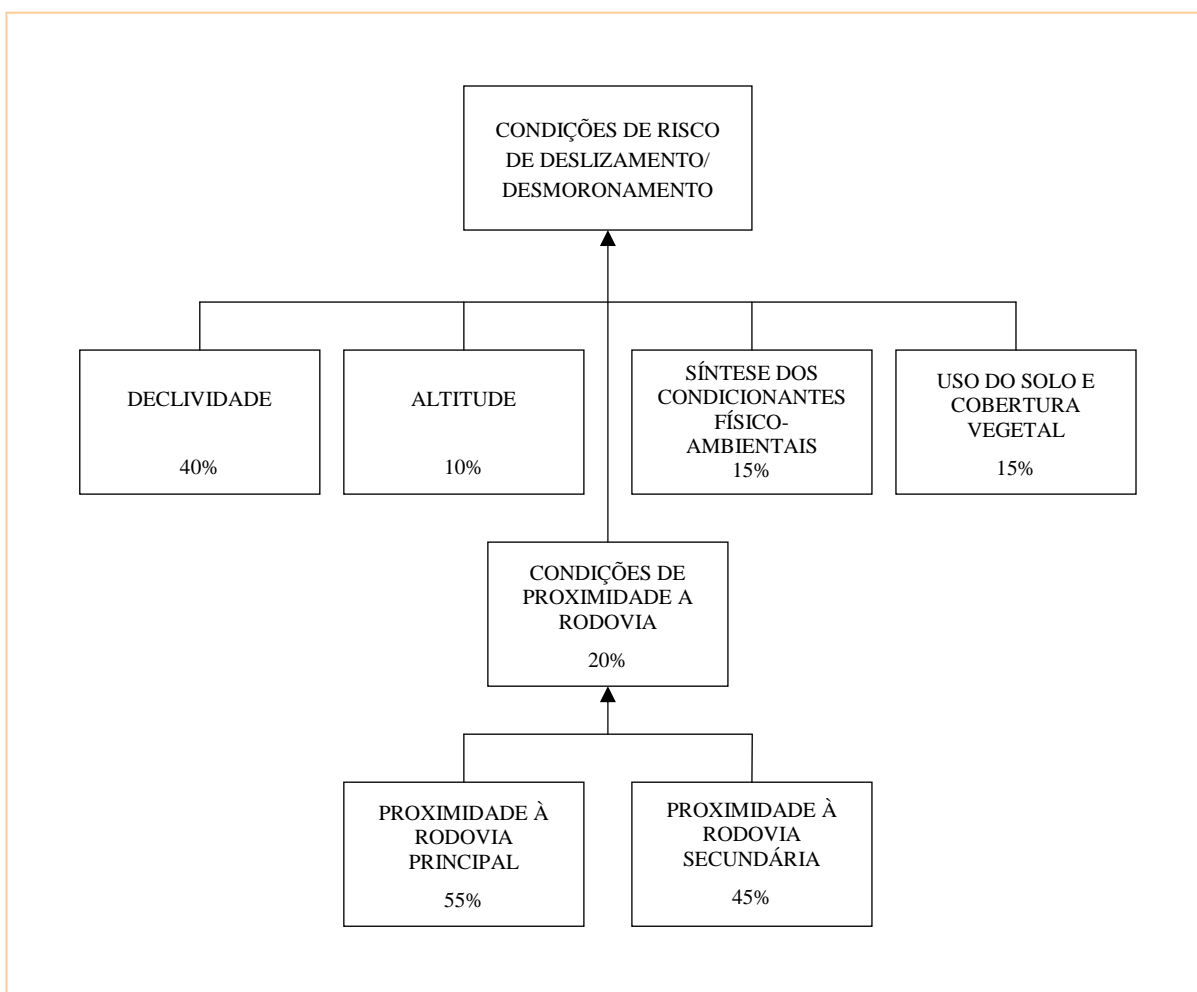 CONDIÇÕES DE RISCO
DE DESLIZAMENTO/
DESMORONAMENTO
DECLIVIDADE
40%
ALTITUDE
10%
SÍNTESE DOS
CONDICIONANTES
FÍSICO-
AMBIENTAIS
15%
USO DO SOLO E
COBERTURA
VEGETAL
15%
CONDIÇÕES DE
PROXIMIDADE A
RODOVIA
20%
PROXIMIDADE À
RODOVIA
PRINCIPAL
55%
PROXIMIDADE À
RODOVIA
SECUNDÁRIA
45%